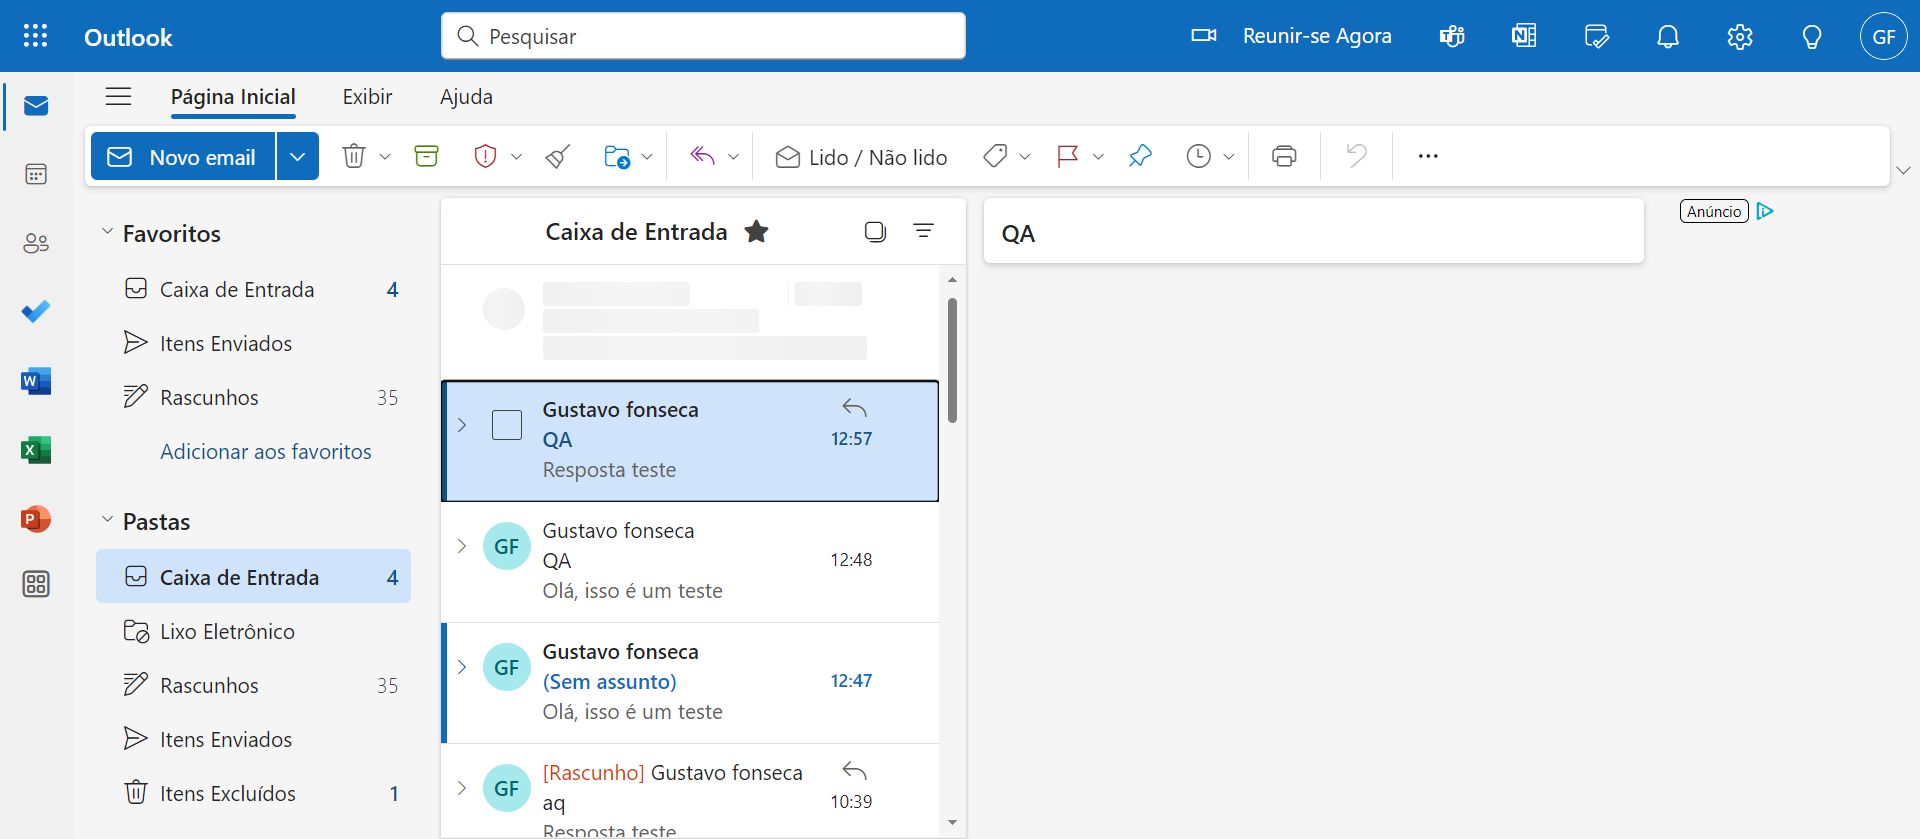 Outlook
Pesquisar
Reunir-se Agora
GF
Página Inicial
Exibir
Ajuda
Novo email
Lido / Não lido
Favoritos
Caixa de Entrada 4
Itens Enviados
Rascunhos 35
Adicionar aos favoritos
Pastas
Caixa de Entrada 4
Lixo Eletrônico
Rascunhos 35
Itens Enviados
Itens Excluídos 1
Caixa de Entrada
Gustavo fonseca
QA 12:57
Resposta teste
GF
Gustavo fonseca
QA 12:48
Olá, isso é um teste
GF
Gustavo fonseca
(Sem assunto) 12:47
Olá, isso é um teste
GF
[Rascunho] Gustavo fonseca
aq 10:39
Resposta teste
QA
Anúncio